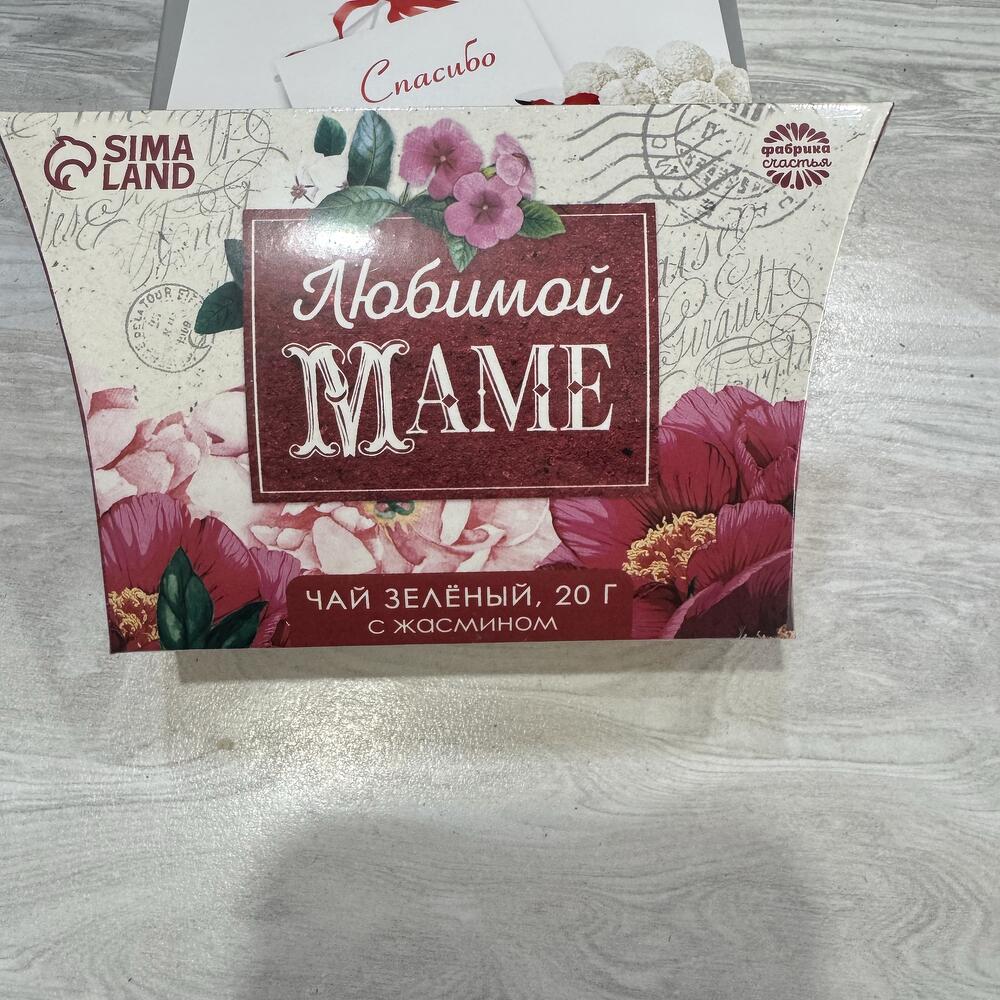 Спасибо
SIMA
LAND
фабрика
счастья
Любимой
МАМЕ
ЧАЙ ЗЕЛЁНЫЙ, 20 Г
С ЖАСМИНОМ